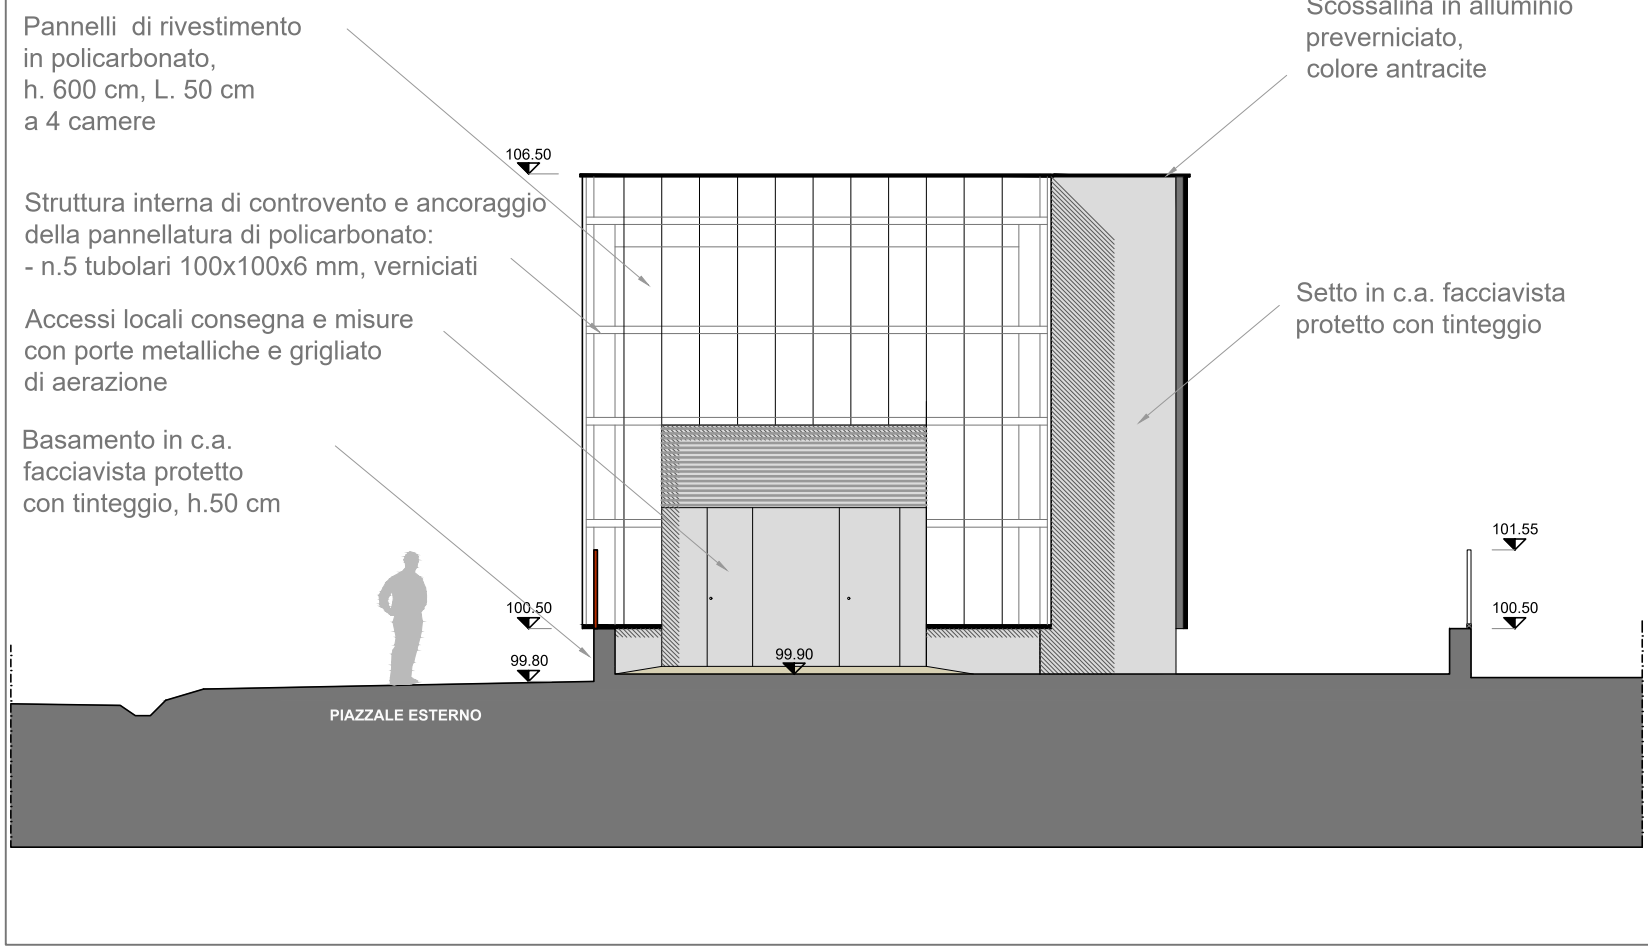 Pannelli  di rivestimento
in policarbonato,
h. 600 cm, L. 50 cm
a 4 camere
Scossalina in alluminio
preverniciato,
colore antracite
106.50
Struttura interna di controvento e ancoraggio
della pannellatura di policarbonato:
- n.5 tubolari 100x100x6 mm, verniciati
Setto in c.a. facciavista
protetto con tinteggio
Accessi locali consegna e misure
con porte metalliche e grigliato
di aerazione
Basamento in c.a.
facciavista protetto
con tinteggio, h.50 cm
101.55
100.50
100.50
99.80
99.90
PIAZZALE ESTERNO